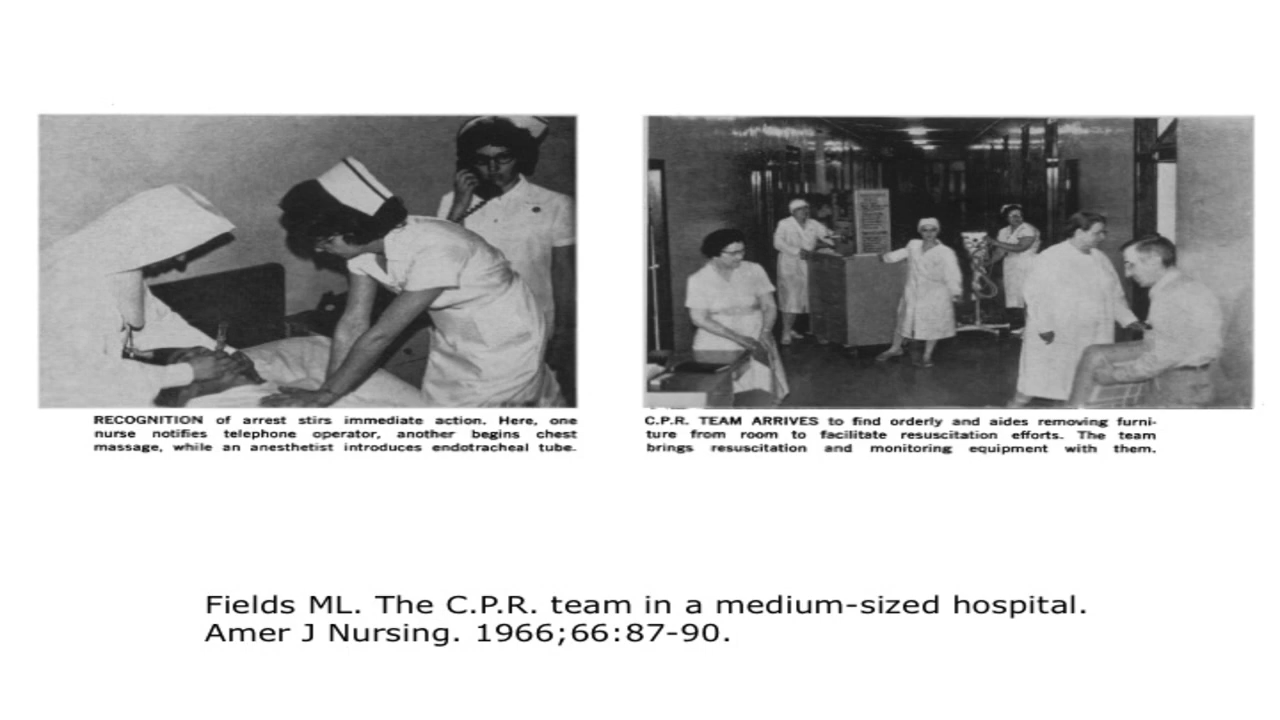 RECOGNITION of arrest stirs immediate action. Here, one
nurse notifies telephone operator, another begins chest
massage, while an anesthetist introduces endotracheal tube.
C.P.R. TEAM ARRIVES to find orderly and aides removing furni-
ture from room to facilitate resuscitation efforts. The team
brings resuscitation and monitoring equipment with them.
Fields ML. The C.P.R. team in a medium-sized hospital.
Amer J Nursing. 1966;66:87-90.